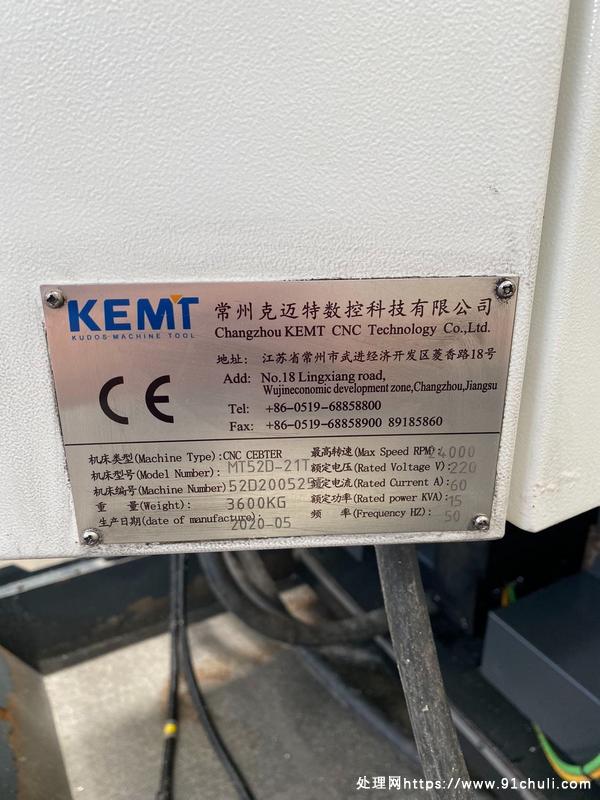 KEMT
KUDOS MACHINE TOOL
常州克迈特数控科技有限公司
Changzhou KEMT CNC Technology Co.,Ltd.
地址: 江苏省常州市武进经济开发区菱香路18号
Add: No.18 Lingxiang road,
Wujineconomic development zone,Changzhou,Jiangsu
CE
Tel: +86-0519-68858800
Fax: +86-0519-68858900 89185860
机床类型(Machine Type): CNC CEBTER
机床型号(Model Number): MT52D-21T
机床编号(Machine Number) 52D200525
重 量(Weight): 3600KG
生产日期(date of manufacture): 2020-05
最高转速(Max Speed RPM): 4000
额定电压(Rated Voltage V): 220
额定电流(Rated Current A): 60
额定功率(Rated power KVA): 15
频 率(Frequency HZ): 50
处理网https://www.91chuli.com